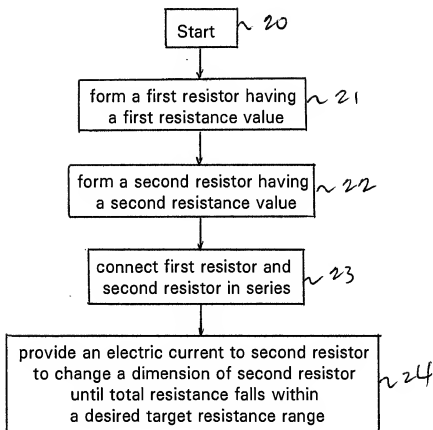 Start
20
form a first resistor having
a first resistance value
21
form a second resistor having
a second resistance value
22
connect first resistor and
second resistor in series
23
provide an electric current to second resistor
to change a dimension of second resistor
until total resistance falls within
a desired target resistance range
24